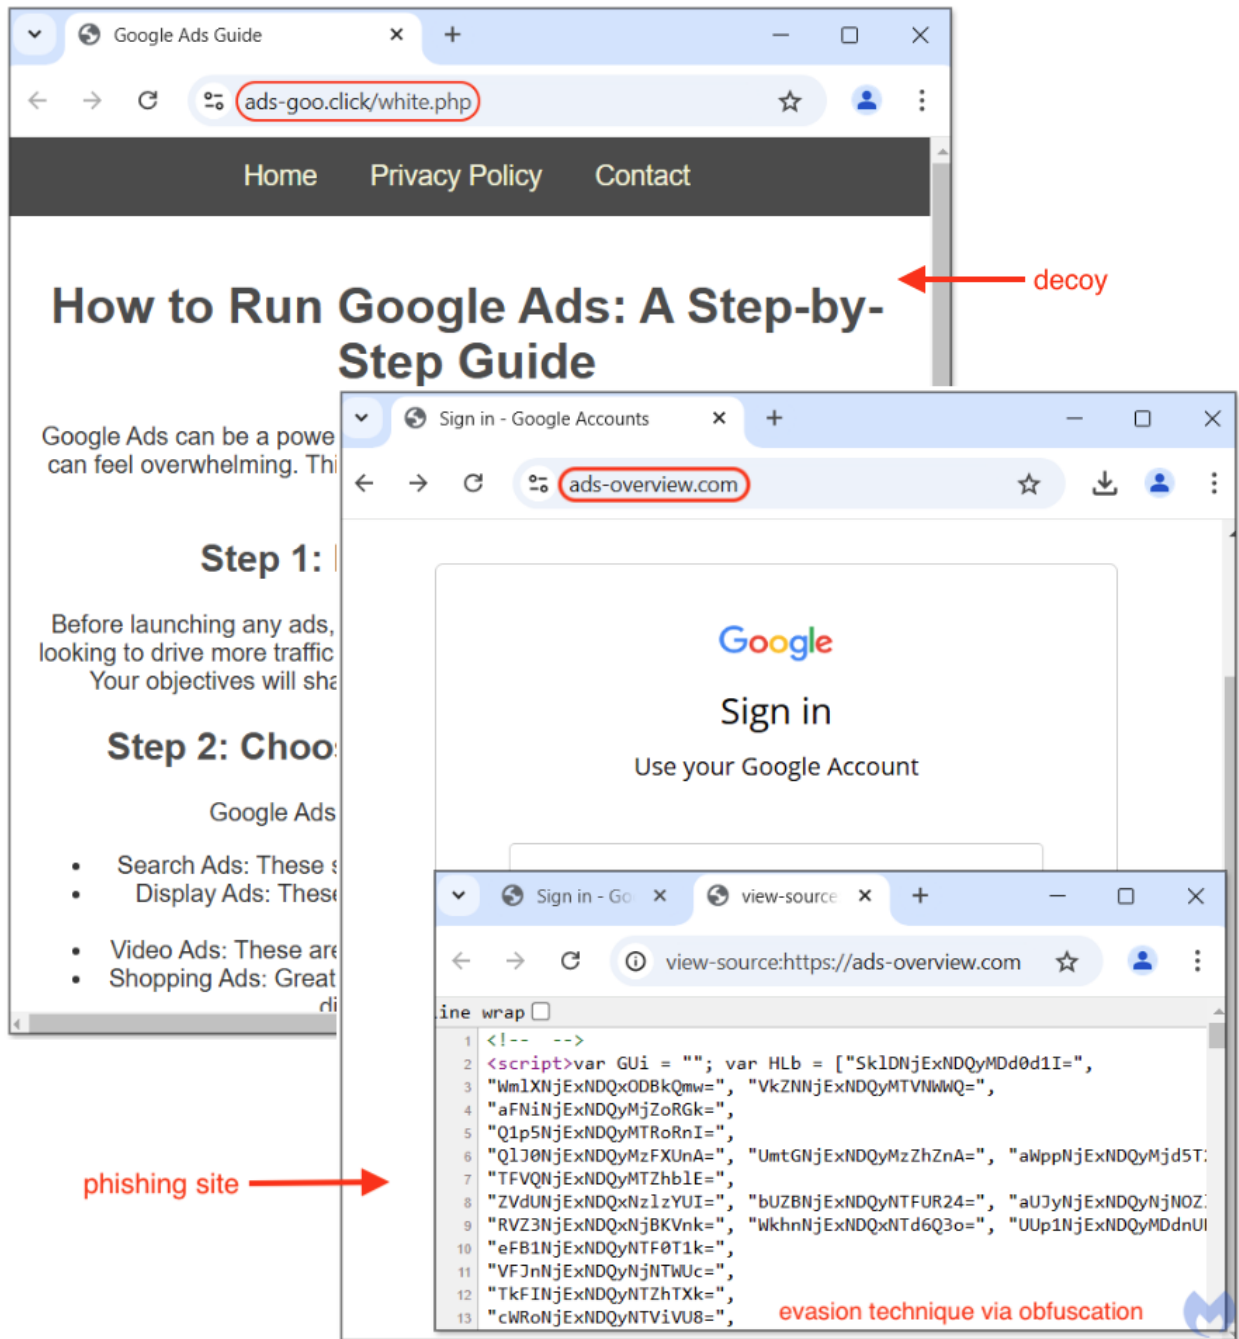 Google Ads Guide
ads-goo.click/white.php
Home Privacy Policy Contact
How to Run Google Ads: A Step-by-
Step Guide
decoy
Google Ads can be a powe
can feel overwhelming. Thi
Step 1:
Before launching any ads,
looking to drive more traffic
Your objectives will sha
Step 2: Choo
Google Ads
• Search Ads: These s
• Display Ads: These
• Video Ads: These are
• Shopping Ads: Great
di
Sign in - Google Accounts
ads-overview.com
Google
Sign in
Use your Google Account
Sign in - Go
view-source
view-source:https://ads-overview.com
ine wrap
1 <!-- -->
2 <script>var GUi = ""; var HLb = ["SklDNjExNDQyMDd0d1I=",
3 "WmlXNjExNDQxODBkQmw=", "VkZNNjExNDQyMTVNWWQ=",
4 "aFNiNjExNDQyMjZoRGk=",
5 "Q1p5NjExNDQyMTRoRnI=",
6 "QlJ0NjExNDQyMzFXUnA=", "UmtGNjExNDQyMzZhZnA=", "aWppNjExNDQyMjd5T
7 "TFVQNjExNDQyMTZhblE=",
8 "ZVdUNjExNDQxNzlzYUI=", "bUZBNjExNDQyNTFUR24=", "aUJyNjExNDQyNjNOZ
9 "RVZ3NjExNDQxNjBKVnk=", "WkhnNjExNDQxNTd6Q3o=", "UUp1NjExNDQyMDdnU
10 "eFB1NjExNDQyNTF0T1k=",
11 "VFJnNjExNDQyNjNTWUc=",
12 "TkFINjExNDQyNTZhTXk=",
13 "cWRoNjExNDQyNTViVU8=",
phishing site
evasion technique via obfuscation